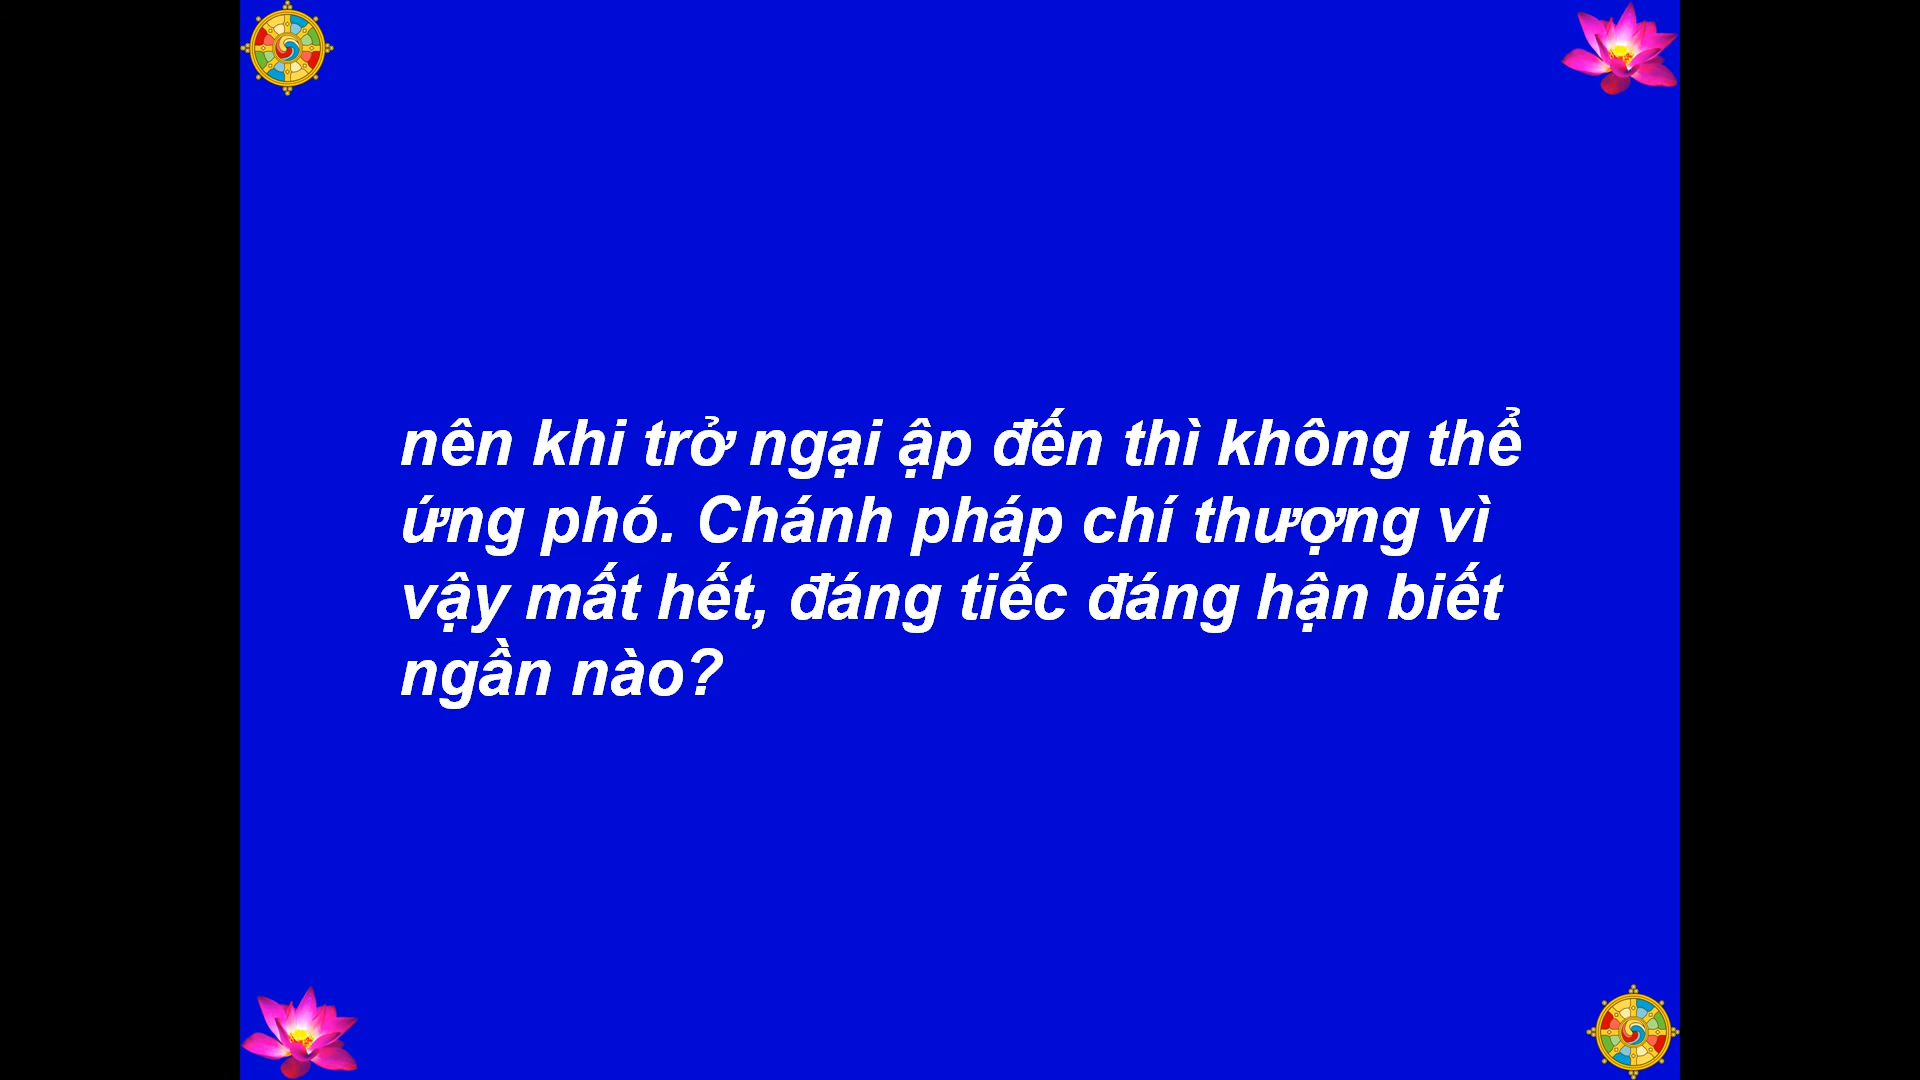 nên khi trở ngại ập đến thì không thể
ứng phó. Chánh pháp chí thượng vì
vậy mất hết, đáng tiếc đáng hận biết
ngần nào?